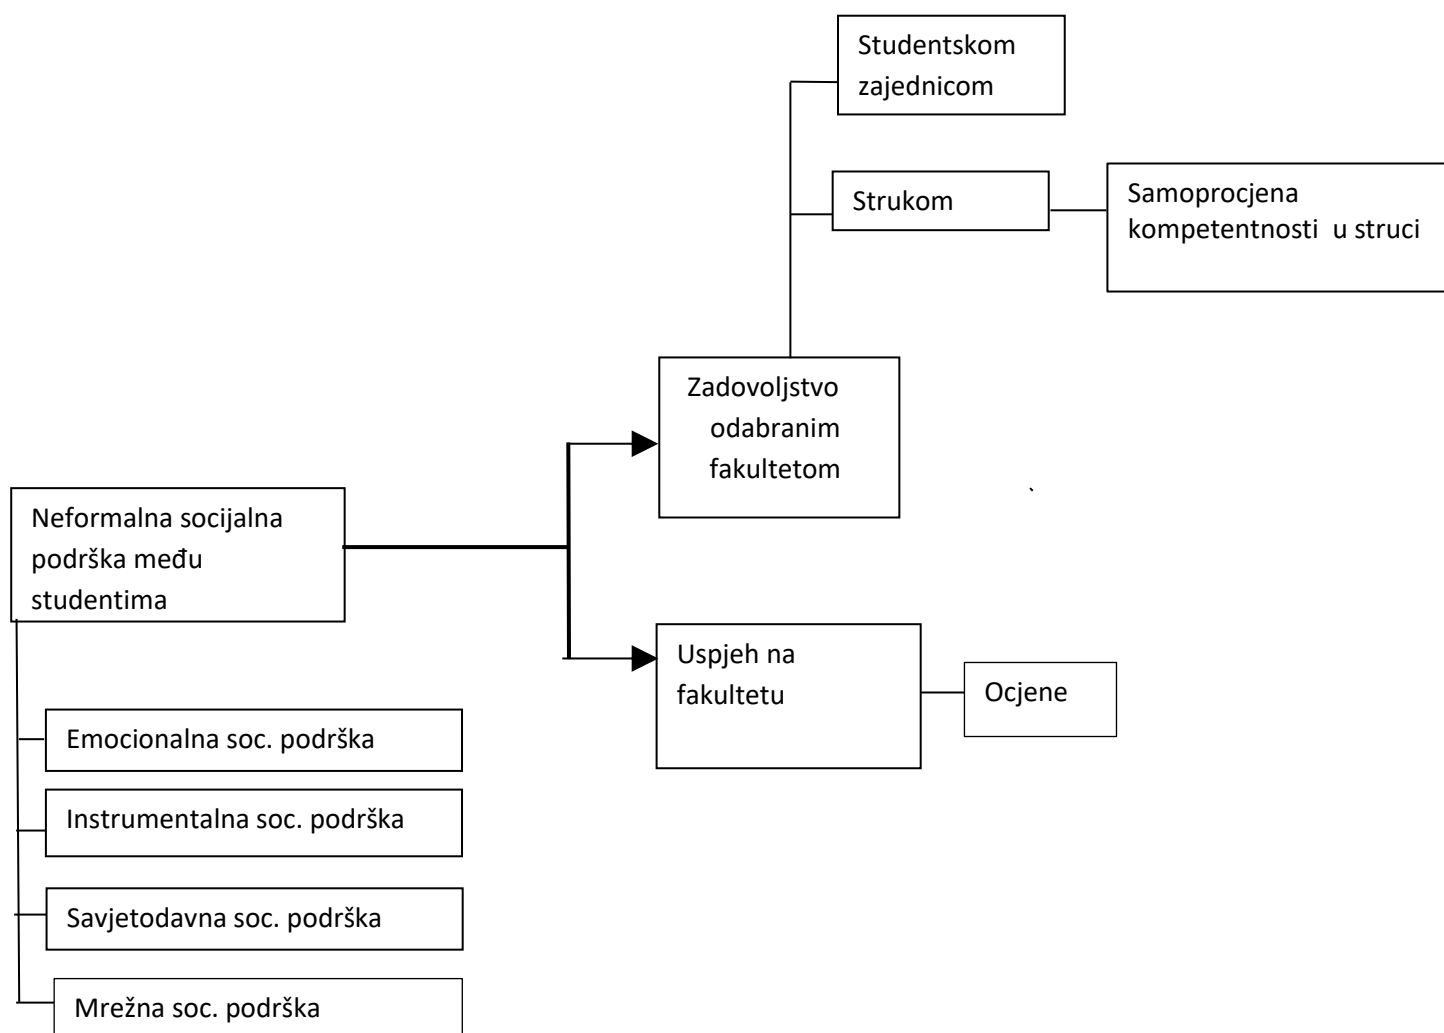 Studentskom
zajednicom
Strukom
Samoprocjena
kompetentnosti u struci
Zadovoljstvo
odabranim
fakultetom
Neformalna socijalna
podrška među
studentima
Uspjeh na
fakultetu
Ocjene
Emocionalna soc. podrška
Instrumentalna soc. podrška
Savjetodavna soc. podrška
Mrežna soc. podrška